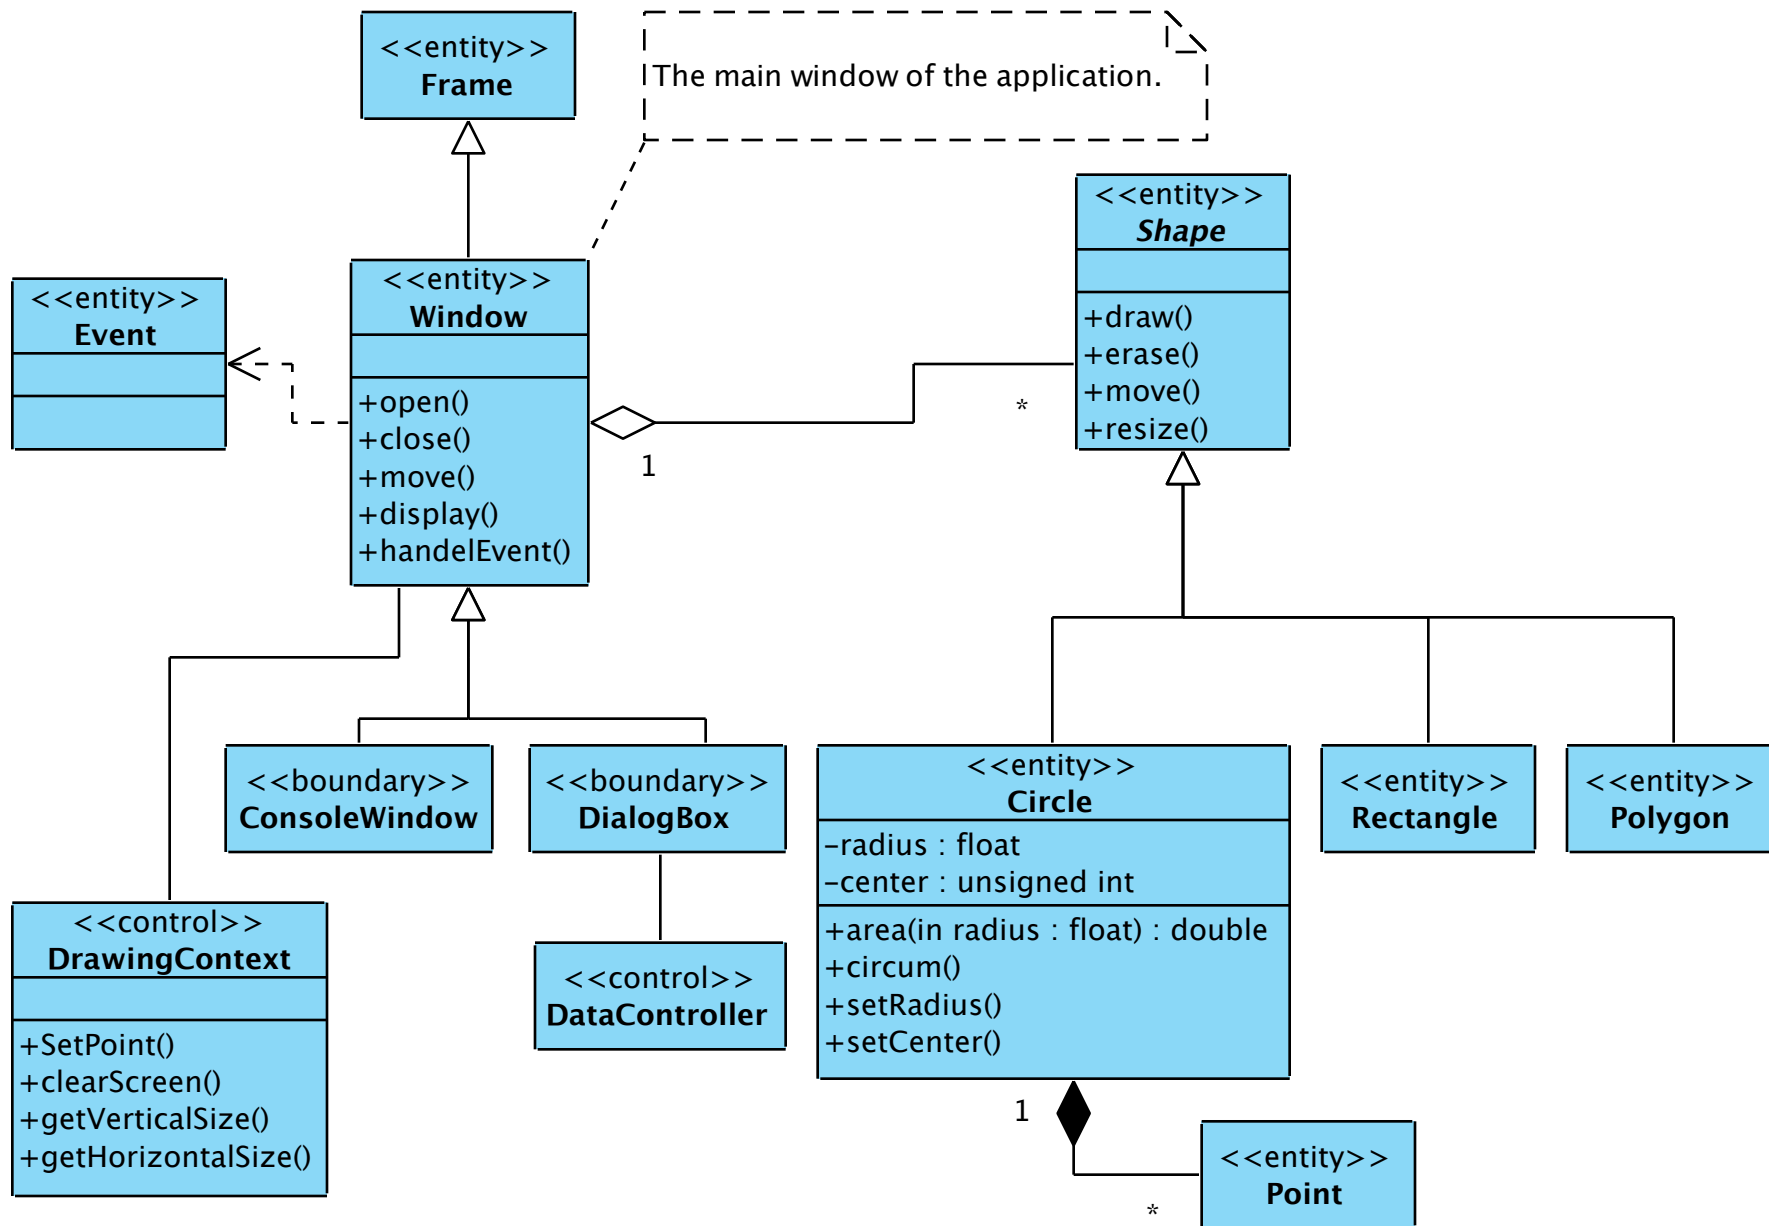 <<entity>>
Frame
The main window of the application.
<<entity>>
Shape
+draw()
+erase()
+move()
+resize()
<<entity>>
Event
<<entity>>
Window
+open()
+close()
+move()
+display()
+handelEvent()
1
*
<<boundary>>
ConsoleWindow
<<boundary>>
DialogBox
<<entity>>
Circle
–radius : float
–center : unsigned int
+area(in radius : float) : double
+circum()
+setRadius()
+setCenter()
<<entity>>
Rectangle
<<entity>>
Polygon
<<control>>
DrawingContext
+SetPoint()
+clearScreen()
+getVerticalSize()
+getHorizontalSize()
<<control>>
DataController
1
*
<<entity>>
Point